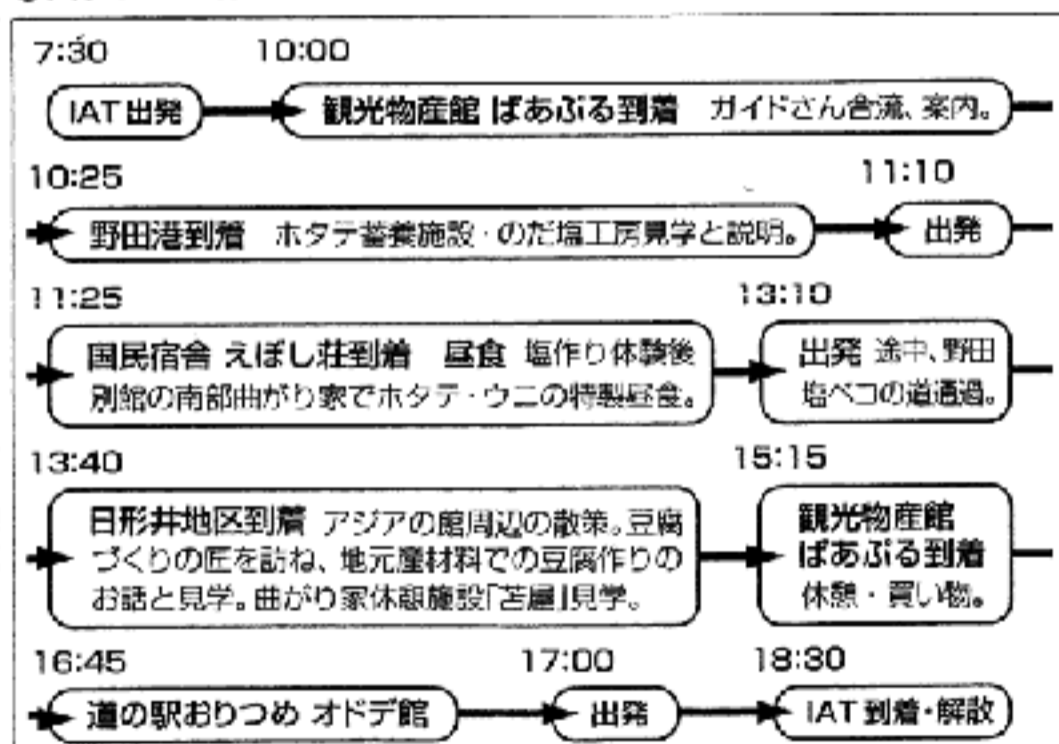 7:30 10:00
IAT 出発 観光物産館 ぱあぷる到着 ガイドさん合流、案内。
10:25 11:10
野田港到着 ホタテ蓄養施設・のだ塩工房見学と説明。 出発
11:25 13:10
国民宿舎 えぼし荘到着 昼食 塩作り体験後 出発 途中、野田
別館の南部曲がり家でホタテ・ウニの特製昼食。 塩ベコの道通過。
13:40 15:15
日形井地区到着 アジアの館周辺の散策。豆腐 観光物産館
づくりの匠を訪ね、地元産材料での豆腐作りの ぱあぷる到着
お話と見学。曲がり家休憩施設「苫屋」見学。 休憩・買い物。
16:45 17:00 18:30
道の駅おりつめ オドデ館 出発 IAT 到着・解散